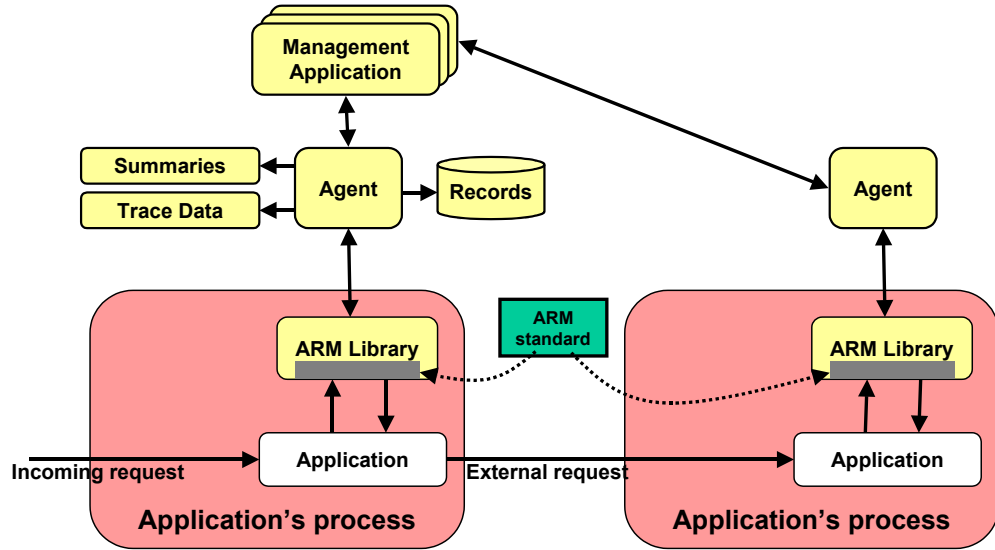 Management
Application
Summaries
Trace Data
Agent
Records
Agent
ARM Library
ARM
standard
ARM Library
Incoming request
Application
External request
Application
Application's process
Application's process